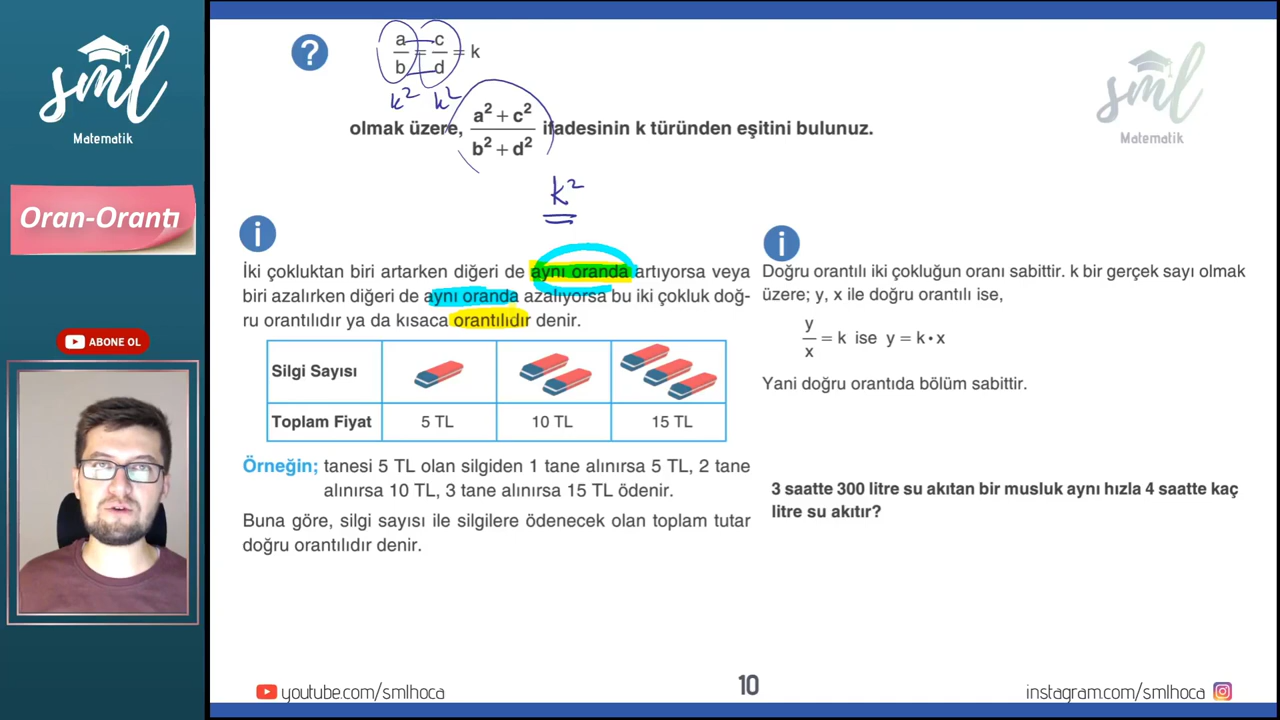 sml
Matematik
Oran-Orantı
ABONE OL
?
a/b = c/d = k
k² k²
olmak üzere, a² + c² / b² + d² ifadesinin k türünden eşitini bulunuz.
k²
sml
Matematik
i
İki çokluktan biri artarken diğeri de aynı oranda artıyorsa veya
biri azalırken diğeri de aynı oranda azalıyorsa bu iki çokluk doğ-
ru orantılıdır ya da kısaca orantılıdır denir.
Silgi Sayısı
Toplam Fiyat 5 TL 10 TL 15 TL
Örneğin; tanesi 5 TL olan silgiden 1 tane alınırsa 5 TL, 2 tane
alınırsa 10 TL, 3 tane alınırsa 15 TL ödenir.
Buna göre, silgi sayısı ile silgilere ödenecek olan toplam tutar
doğru orantılıdır denir.
i
Doğru orantılı iki çokluğun oranı sabittir. k bir gerçek sayı olmak
üzere; y, x ile doğru orantılı ise,
y/x = k ise y = k • x
Yani doğru orantıda bölüm sabittir.
3 saatte 300 litre su akıtan bir musluk aynı hızla 4 saatte kaç
litre su akıtır?
youtube.com/smlhoca
10
instagram.com/smlhoca